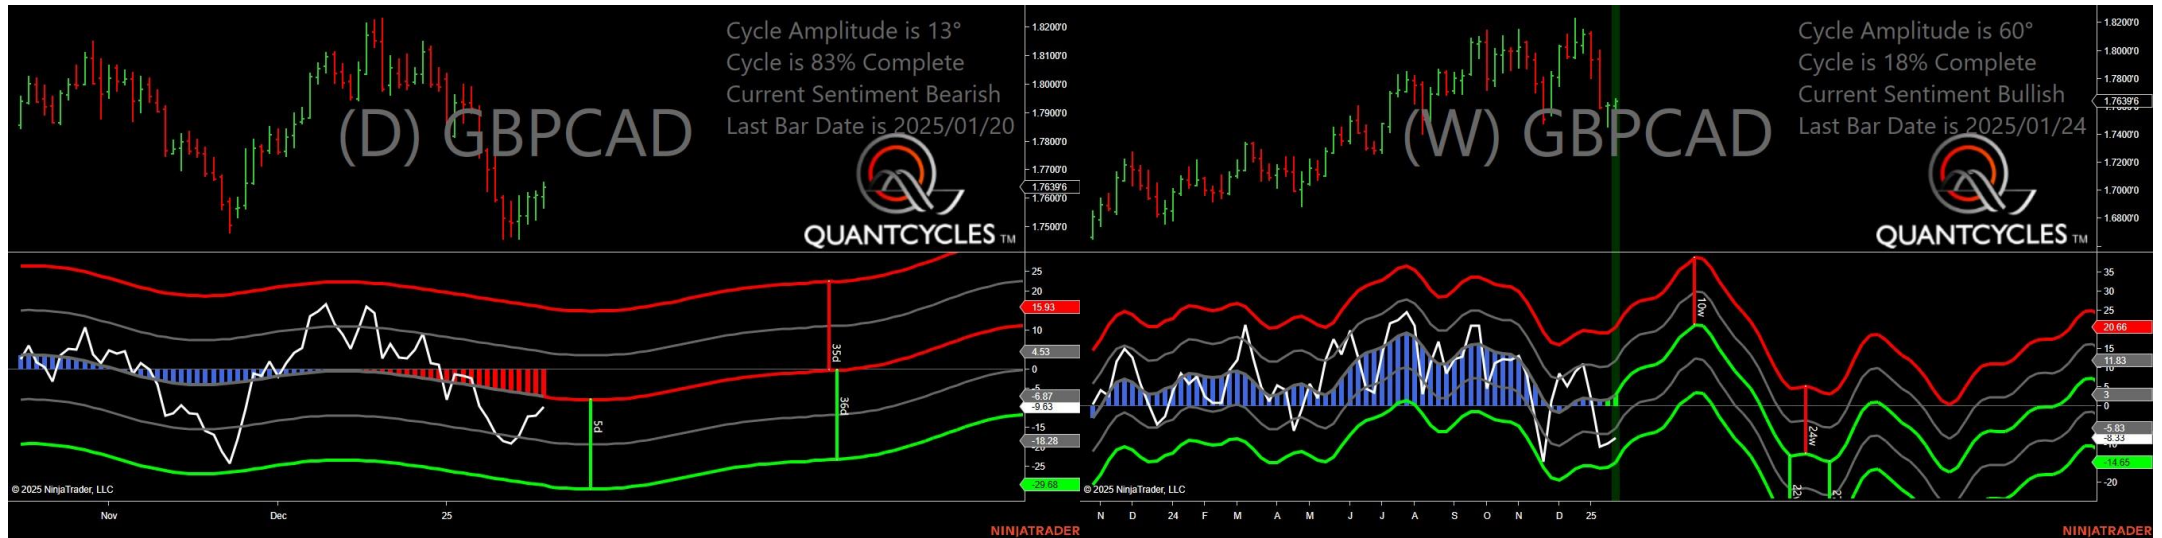 Cycle Amplitude is 13°
Cycle is 83% Complete
Current Sentiment Bearish
Last Bar Date is 2025/01/20
(D) GBPCAD
QUANTCYCLES TM
1.8200'0
1.8100'0
1.8000'0
1.7900'0
1.7800'0
1.7700'0
1.7639'6
1.7600'0
1.7500'0
25
20
15.93
10
4.53
0
-5
-6.87
-9.63
-15
-18.28
-25
-29.68
35d
36d
5d
© 2025 NinjaTrader, LLC
Nov
Dec
25
NINJATRADER
Cycle Amplitude is 60°
Cycle is 18% Complete
Current Sentiment Bullish
Last Bar Date is 2025/01/24
(W) GBPCAD
QUANTCYCLES TM
1.8200'0
1.8000'0
1.7800'0
1.7639'6
1.7400'0
1.7200'0
1.7000'0
1.6800'0
35
30
25
20.66
15
11.83
10
5
3
0
-5.83
-8.33
-14.65
-20
10w
24w
© 2025 NinjaTrader, LLC
N D 24 F M A M J J A S O N D 25
NINJATRADER